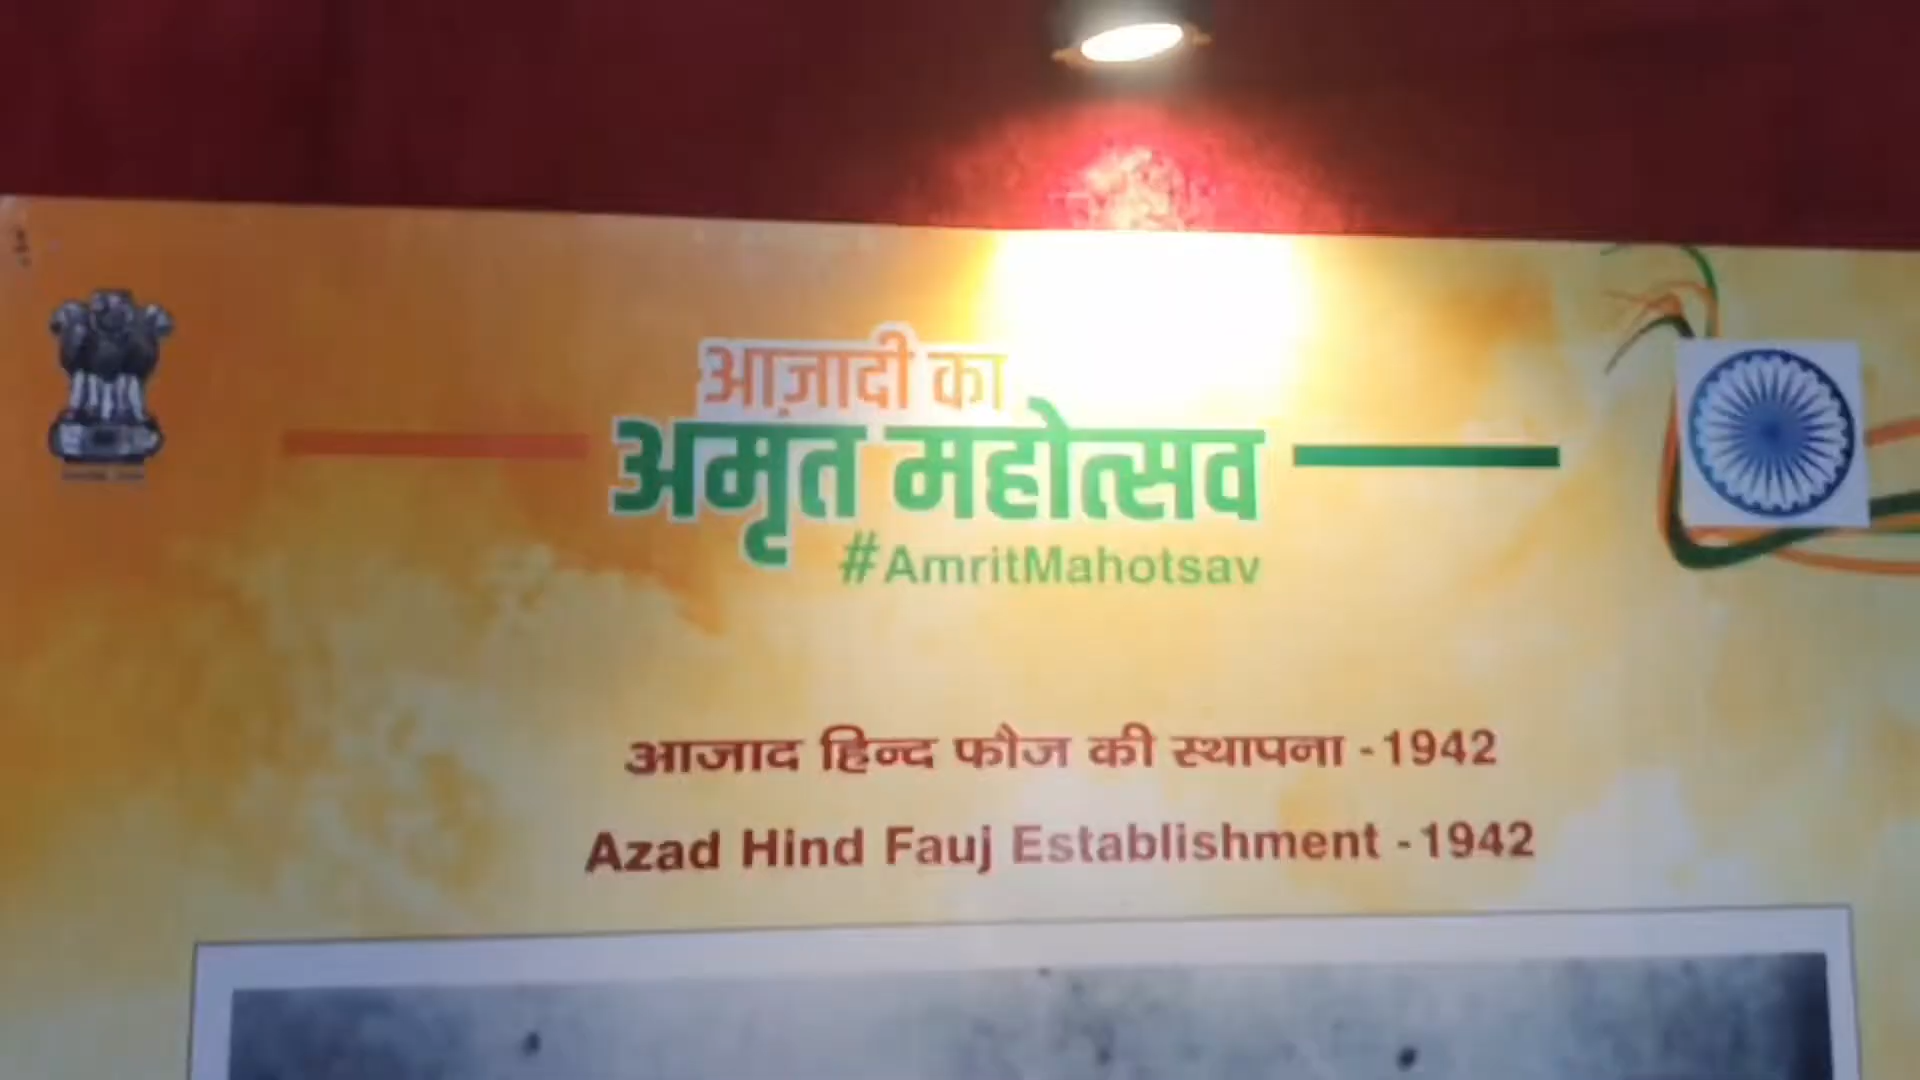 आज़ादी का
अमृत महोत्सव
#AmritMahotsav
आजाद हिन्द फौज की स्थापना -1942
Azad Hind Fauj Establishment -1942